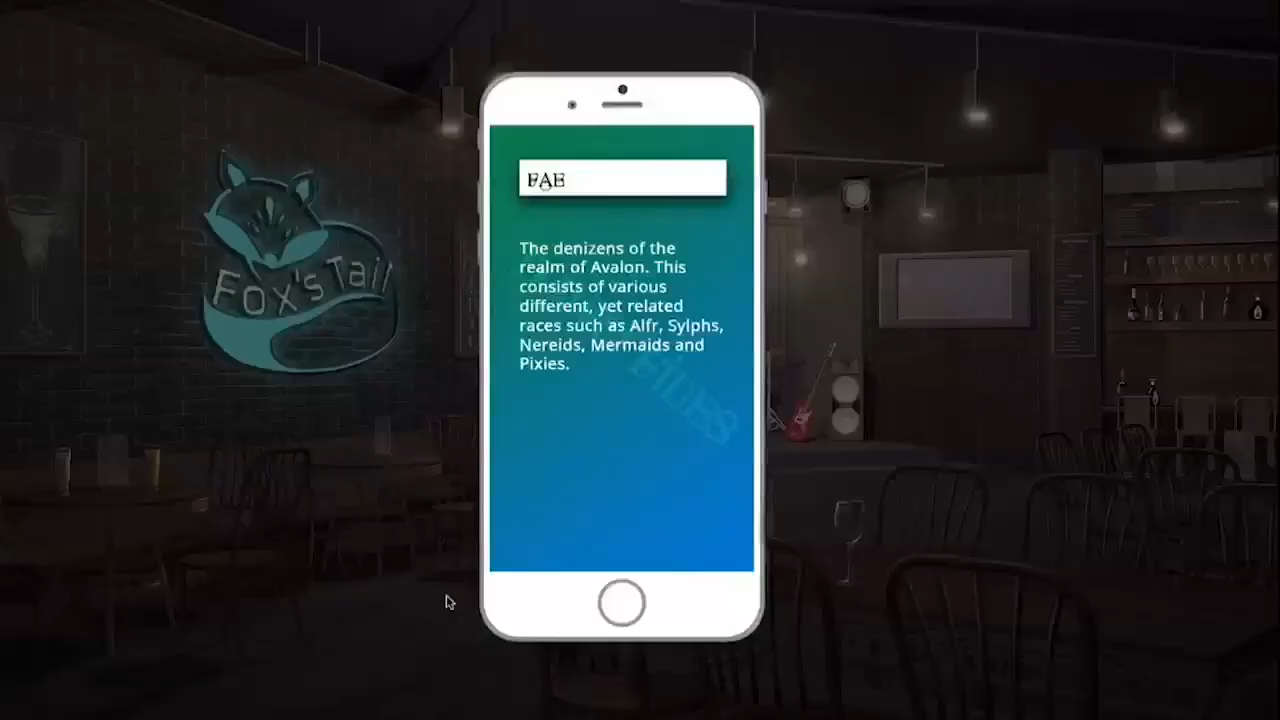 Fox's Tail
FAE
The denizens of the
realm of Avalon. This
consists of various
different, yet related
races such as Alfr, Sylphs,
Nereids, Mermaids and
Pixies.
FILES